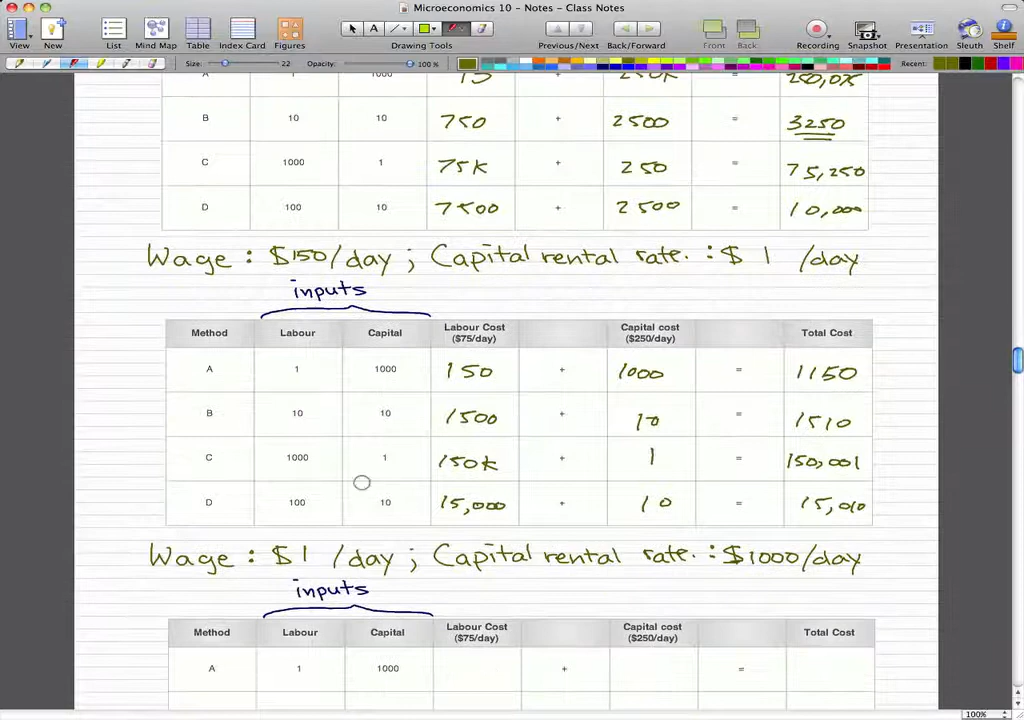 Microeconomics 10 - Notes - Class Notes
View New List Mind Map Table Index Card Figures A Drawing Tools Previous/Next Back/Forward Front Back Recording Snapshot Presentation Sleuth Shelf
Size: 22 Opacity: 100 % Recent:
A 1 1000 75 250K 250,075
B 10 10 750 + 2500 = 3250
C 1000 1 75K + 250 = 75,250
D 100 10 7500 + 2500 = 10,000
Wage : $150/day ; Capital rental rate. : $ 1 /day
inputs
Method Labour Capital Labour Cost ($75/day) Capital cost ($250/day) Total Cost
A 1 1000 150 + 1000 = 1150
B 10 10 1500 + 10 = 1510
C 1000 1 150K + 1 = 150,001
D 100 10 15,000 + 10 = 15,010
Wage : $1 /day ; Capital rental rate. : $1000/day
inputs
Method Labour Capital Labour Cost ($75/day) Capital cost ($250/day) Total Cost
A 1 1000 + =
100%